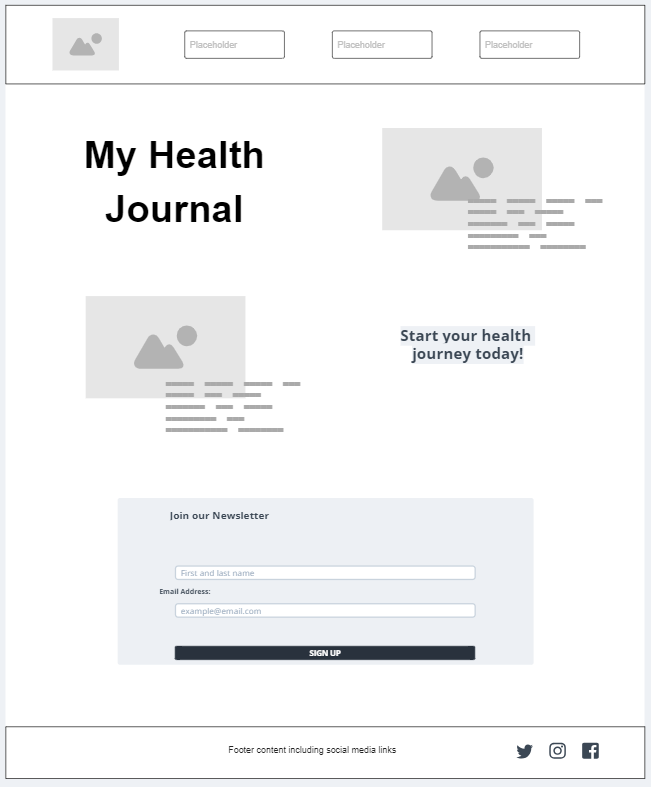 Placeholder
Placeholder
Placeholder
My Health
Journal
Start your health
journey today!
Join our Newsletter
First and last name
Email Address:
example@email.com
SIGN UP
Footer content including social media links